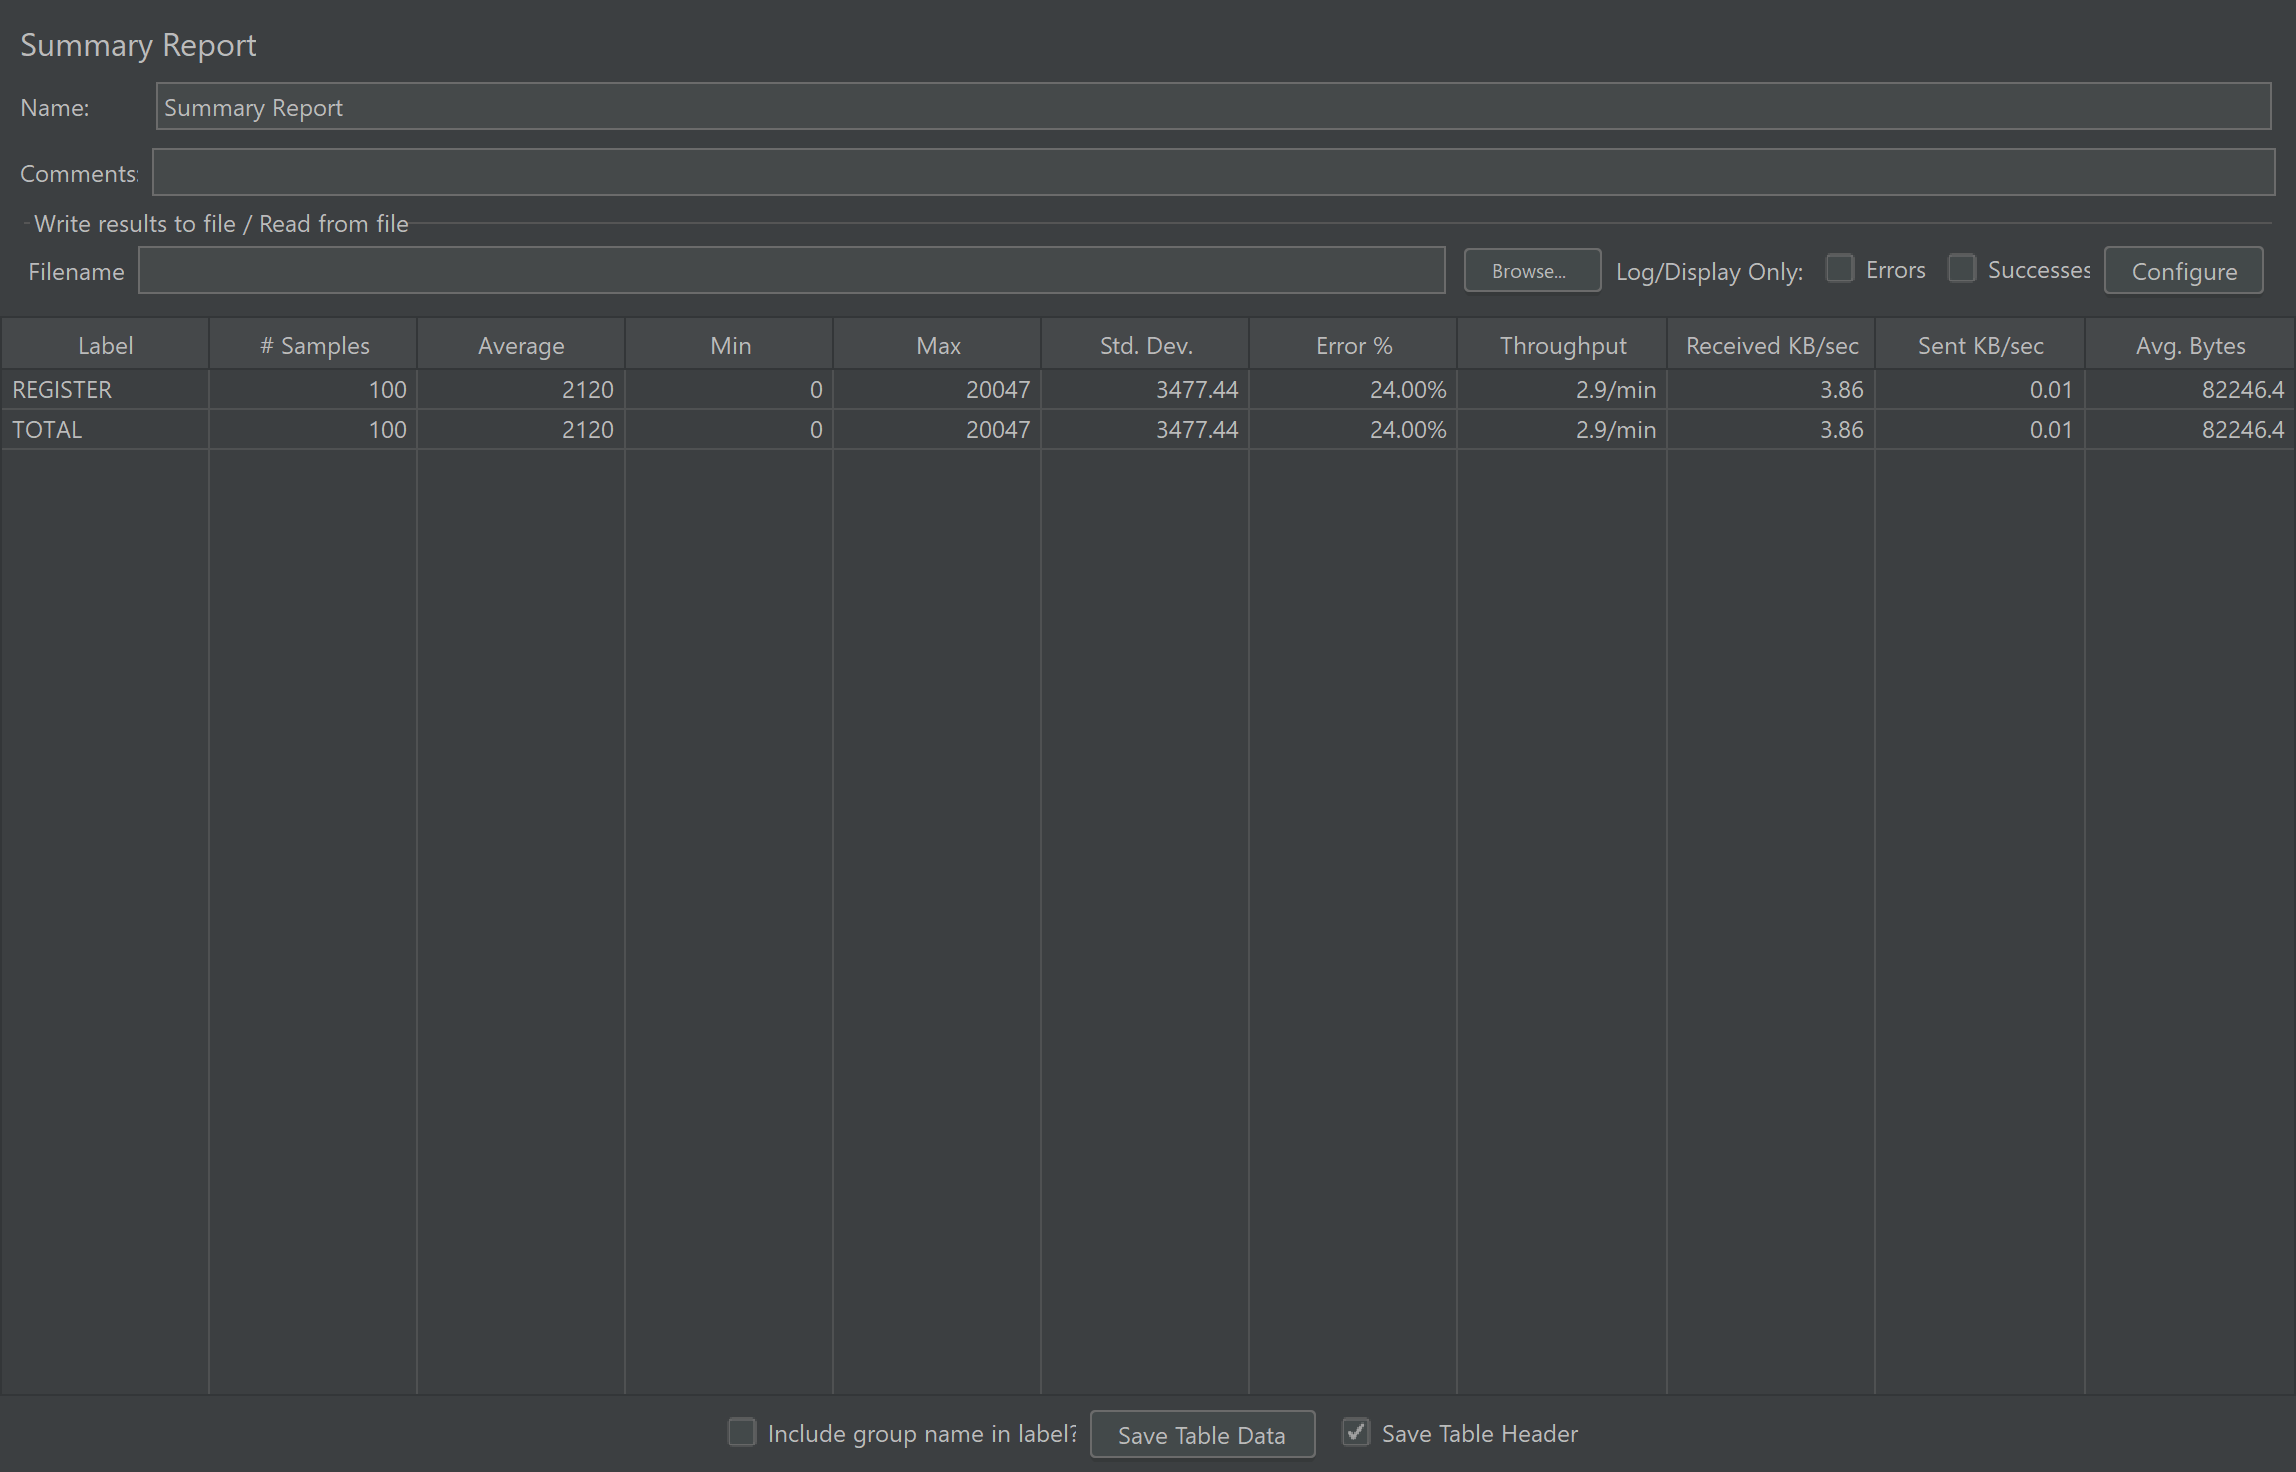 Summary Report
Name: Summary Report
Comments:
Write results to file / Read from file
Filename Browse... Log/Display Only: Errors Successes Configure
Label # Samples Average Min Max Std. Dev. Error % Throughput Received KB/sec Sent KB/sec Avg. Bytes
REGISTER 100 2120 0 20047 3477.44 24.00% 2.9/min 3.86 0.01 82246.4
TOTAL 100 2120 0 20047 3477.44 24.00% 2.9/min 3.86 0.01 82246.4
Include group name in label? Save Table Data Save Table Header